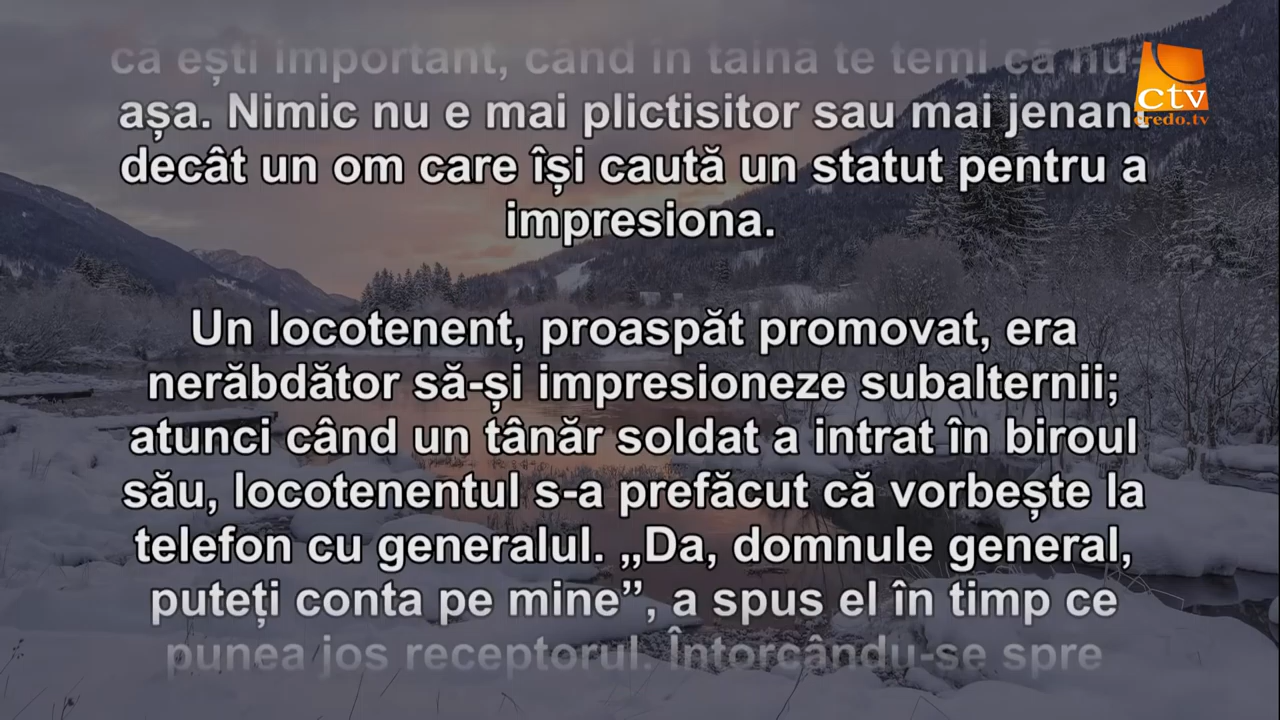 că ești important, când în taină te temi că nu-
așa. Nimic nu e mai plictisitor sau mai
decât un om care își caută un statut pentru a
impresiona.
Un locotenent, proaspăt promovat, era
nerăbdător să-și impresioneze subalternii;
atunci când un tânăr soldat a intrat în biroul
său, locotenentul s-a prefăcut că vorbește la
telefon cu generalul. „Da, domnule general,
puteți conta pe mine”, a spus el în timp ce
punea jos receptorul. Întorcându-se spre
ctv
credo.tv